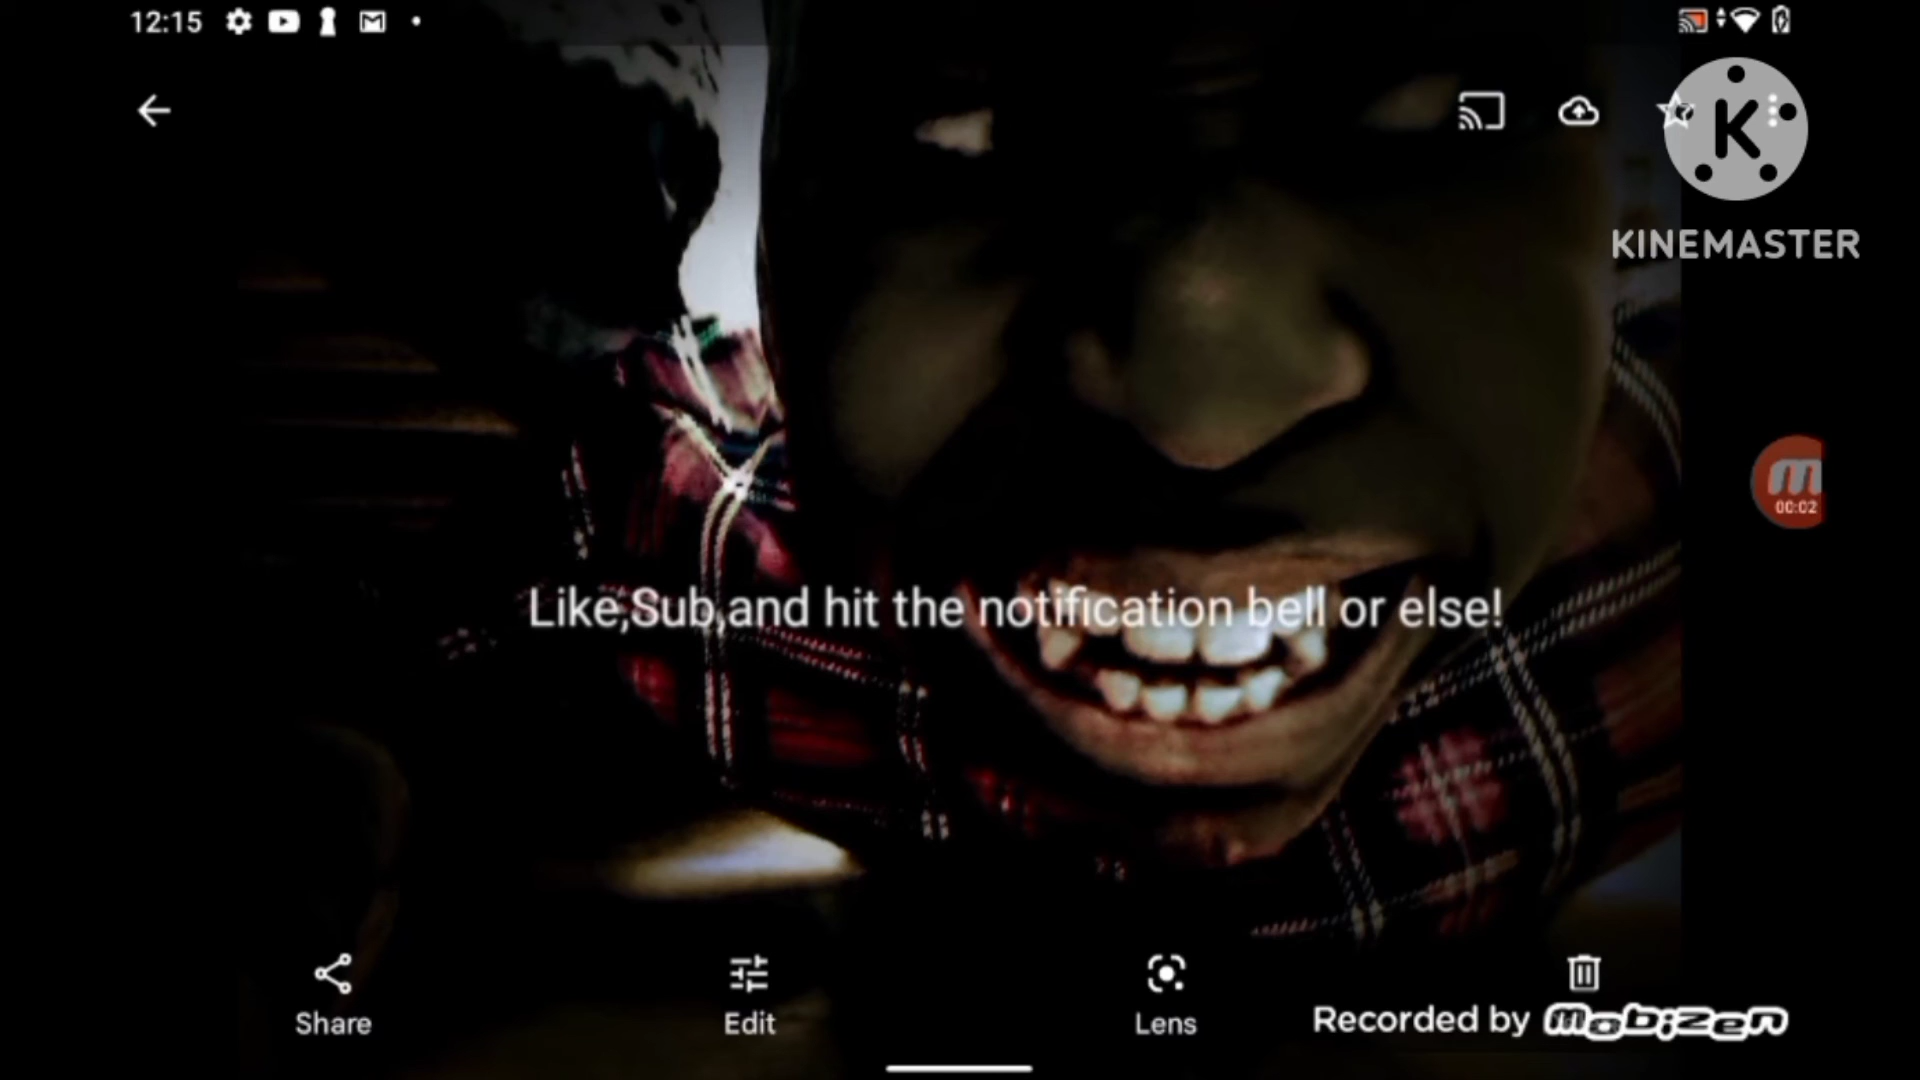 12:15
K
KINEMASTER
m
00:02
Like,Sub,and hit the notification bell or else!
Share
Edit
Lens
Recorded by mobizen